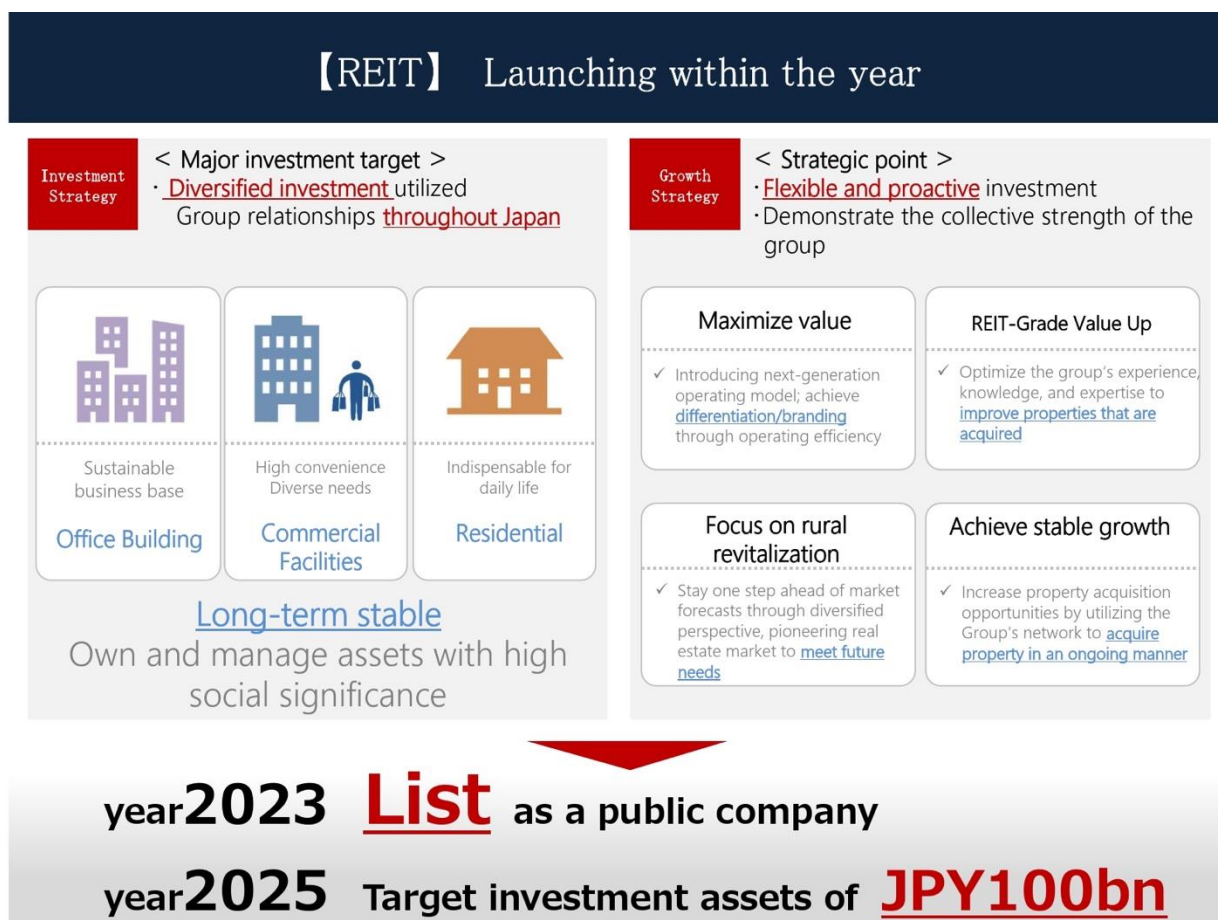 【REIT】 Launching within the year
Investment
Strategy
< Major investment target >
・Diversified investment utilized
Group relationships throughout Japan
Sustainable
business base
Office Building
High convenience
Diverse needs
Commercial
Facilities
Indispensable for
daily life
Residential
Long-term stable
Own and manage assets with high
social significance
Growth
Strategy
< Strategic point >
・Flexible and proactive investment
・Demonstrate the collective strength of the
group
Maximize value
✓ Introducing next-generation
operating model; achieve
differentiation/branding
through operating efficiency
REIT-Grade Value Up
✓ Optimize the group's experience,
knowledge, and expertise to
improve properties that are
acquired
Focus on rural
revitalization
✓ Stay one step ahead of market
forecasts through diversified
perspective, pioneering real
estate market to meet future
needs
Achieve stable growth
✓ Increase property acquisition
opportunities by utilizing the
Group's network to acquire
property in an ongoing manner
year2023 List as a public company
year2025 Target investment assets of JPY100bn